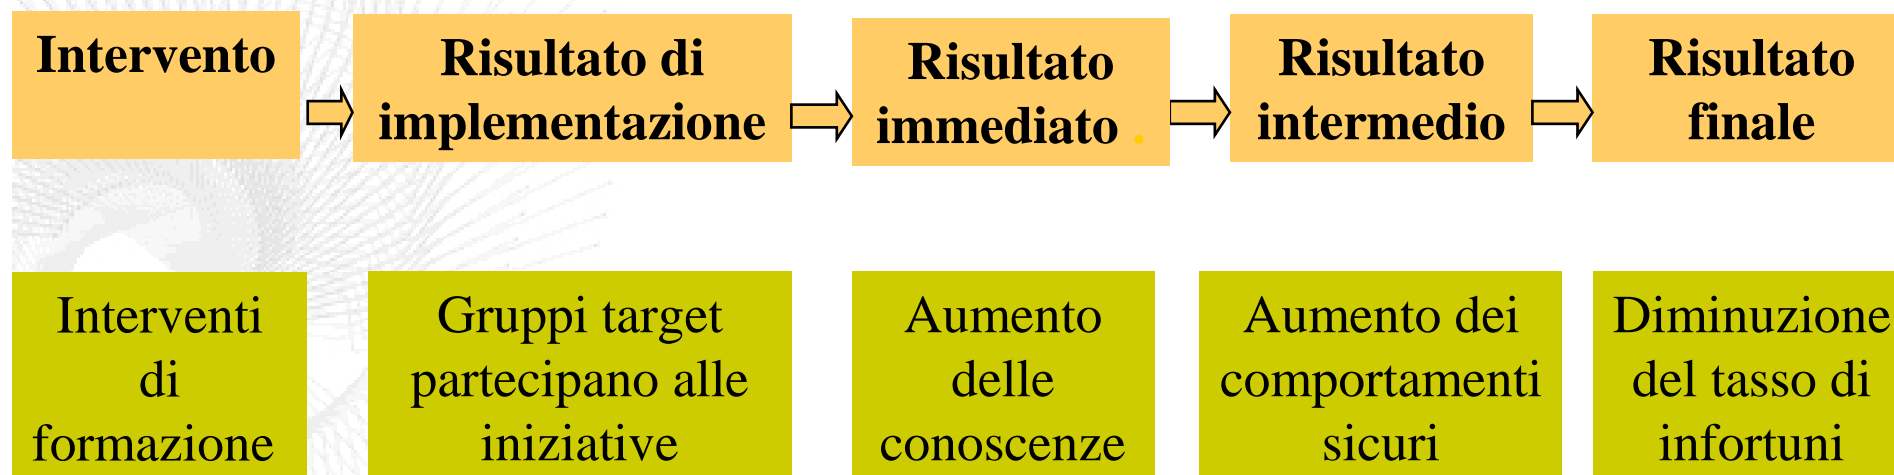 Intervento
Risultato di
implementazione
Risultato
immediato .
Risultato
intermedio
Risultato
finale
Interventi
di
formazione
Gruppi target
partecipano alle
iniziative
Aumento
delle
conoscenze
Aumento dei
comportamenti
sicuri
Diminuzione
del tasso di
infortuni